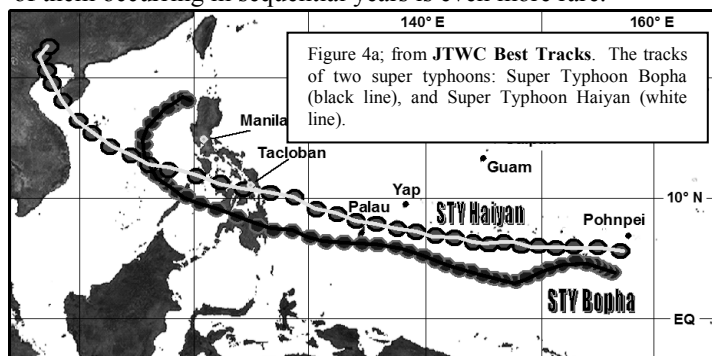 of them occurring in sequential years is even more rare.
140° E
160° E
Figure 4a; from JTWC Best Tracks. The tracks
of two super typhoons: Super Typhoon Bopha
(black line), and Super Typhoon Haiyan (white
line).
Manila
Guam
Tacloban
Yap
10° N
Palau
STY Haiyan
Pohnpei
STY Bopha
EQ